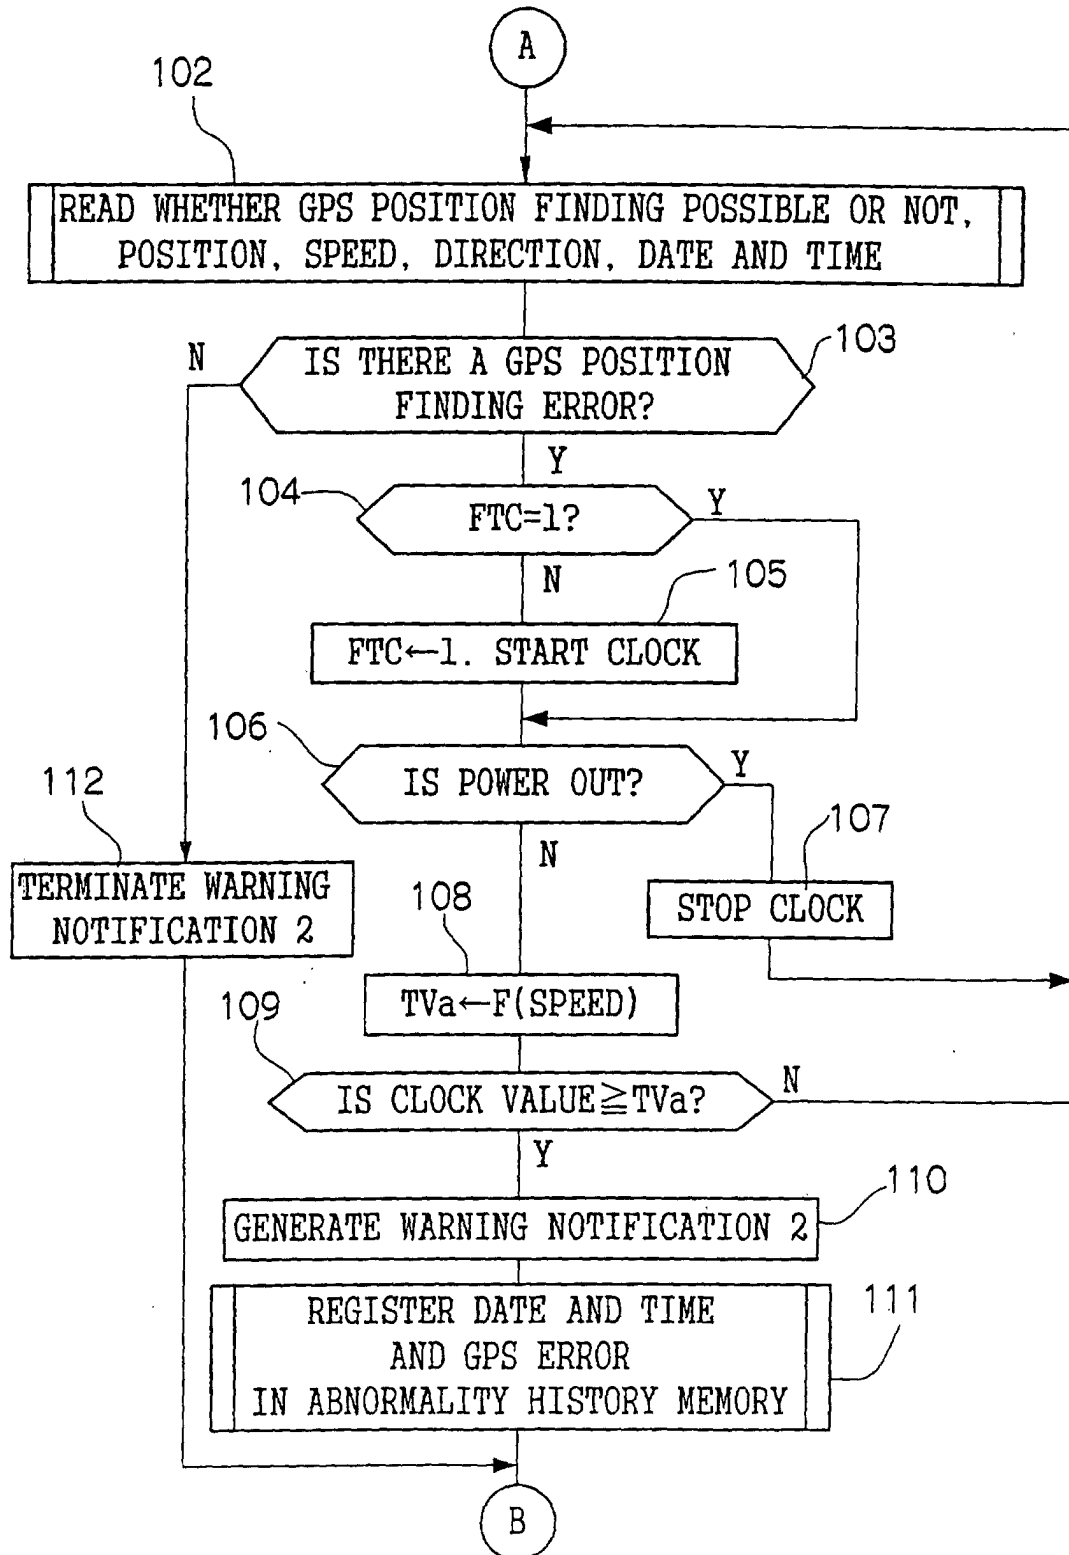 A
102
READ WHETHER GPS POSITION FINDING POSSIBLE OR NOT,
POSITION, SPEED, DIRECTION, DATE AND TIME
103
N
IS THERE A GPS POSITION
FINDING ERROR?
Y
104
FTC=1?
Y
N
105
FTC←1. START CLOCK
106
IS POWER OUT?
Y
N
107
STOP CLOCK
112
TERMINATE WARNING
NOTIFICATION 2
108
TVa←F(SPEED)
109
IS CLOCK VALUE≧TVa?
N
Y
110
GENERATE WARNING NOTIFICATION 2
111
REGISTER DATE AND TIME
AND GPS ERROR
IN ABNORMALITY HISTORY MEMORY
B